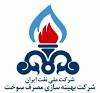 شرکت ملی نفت ایران
شرکت بهینه سازی مصرف سوخت